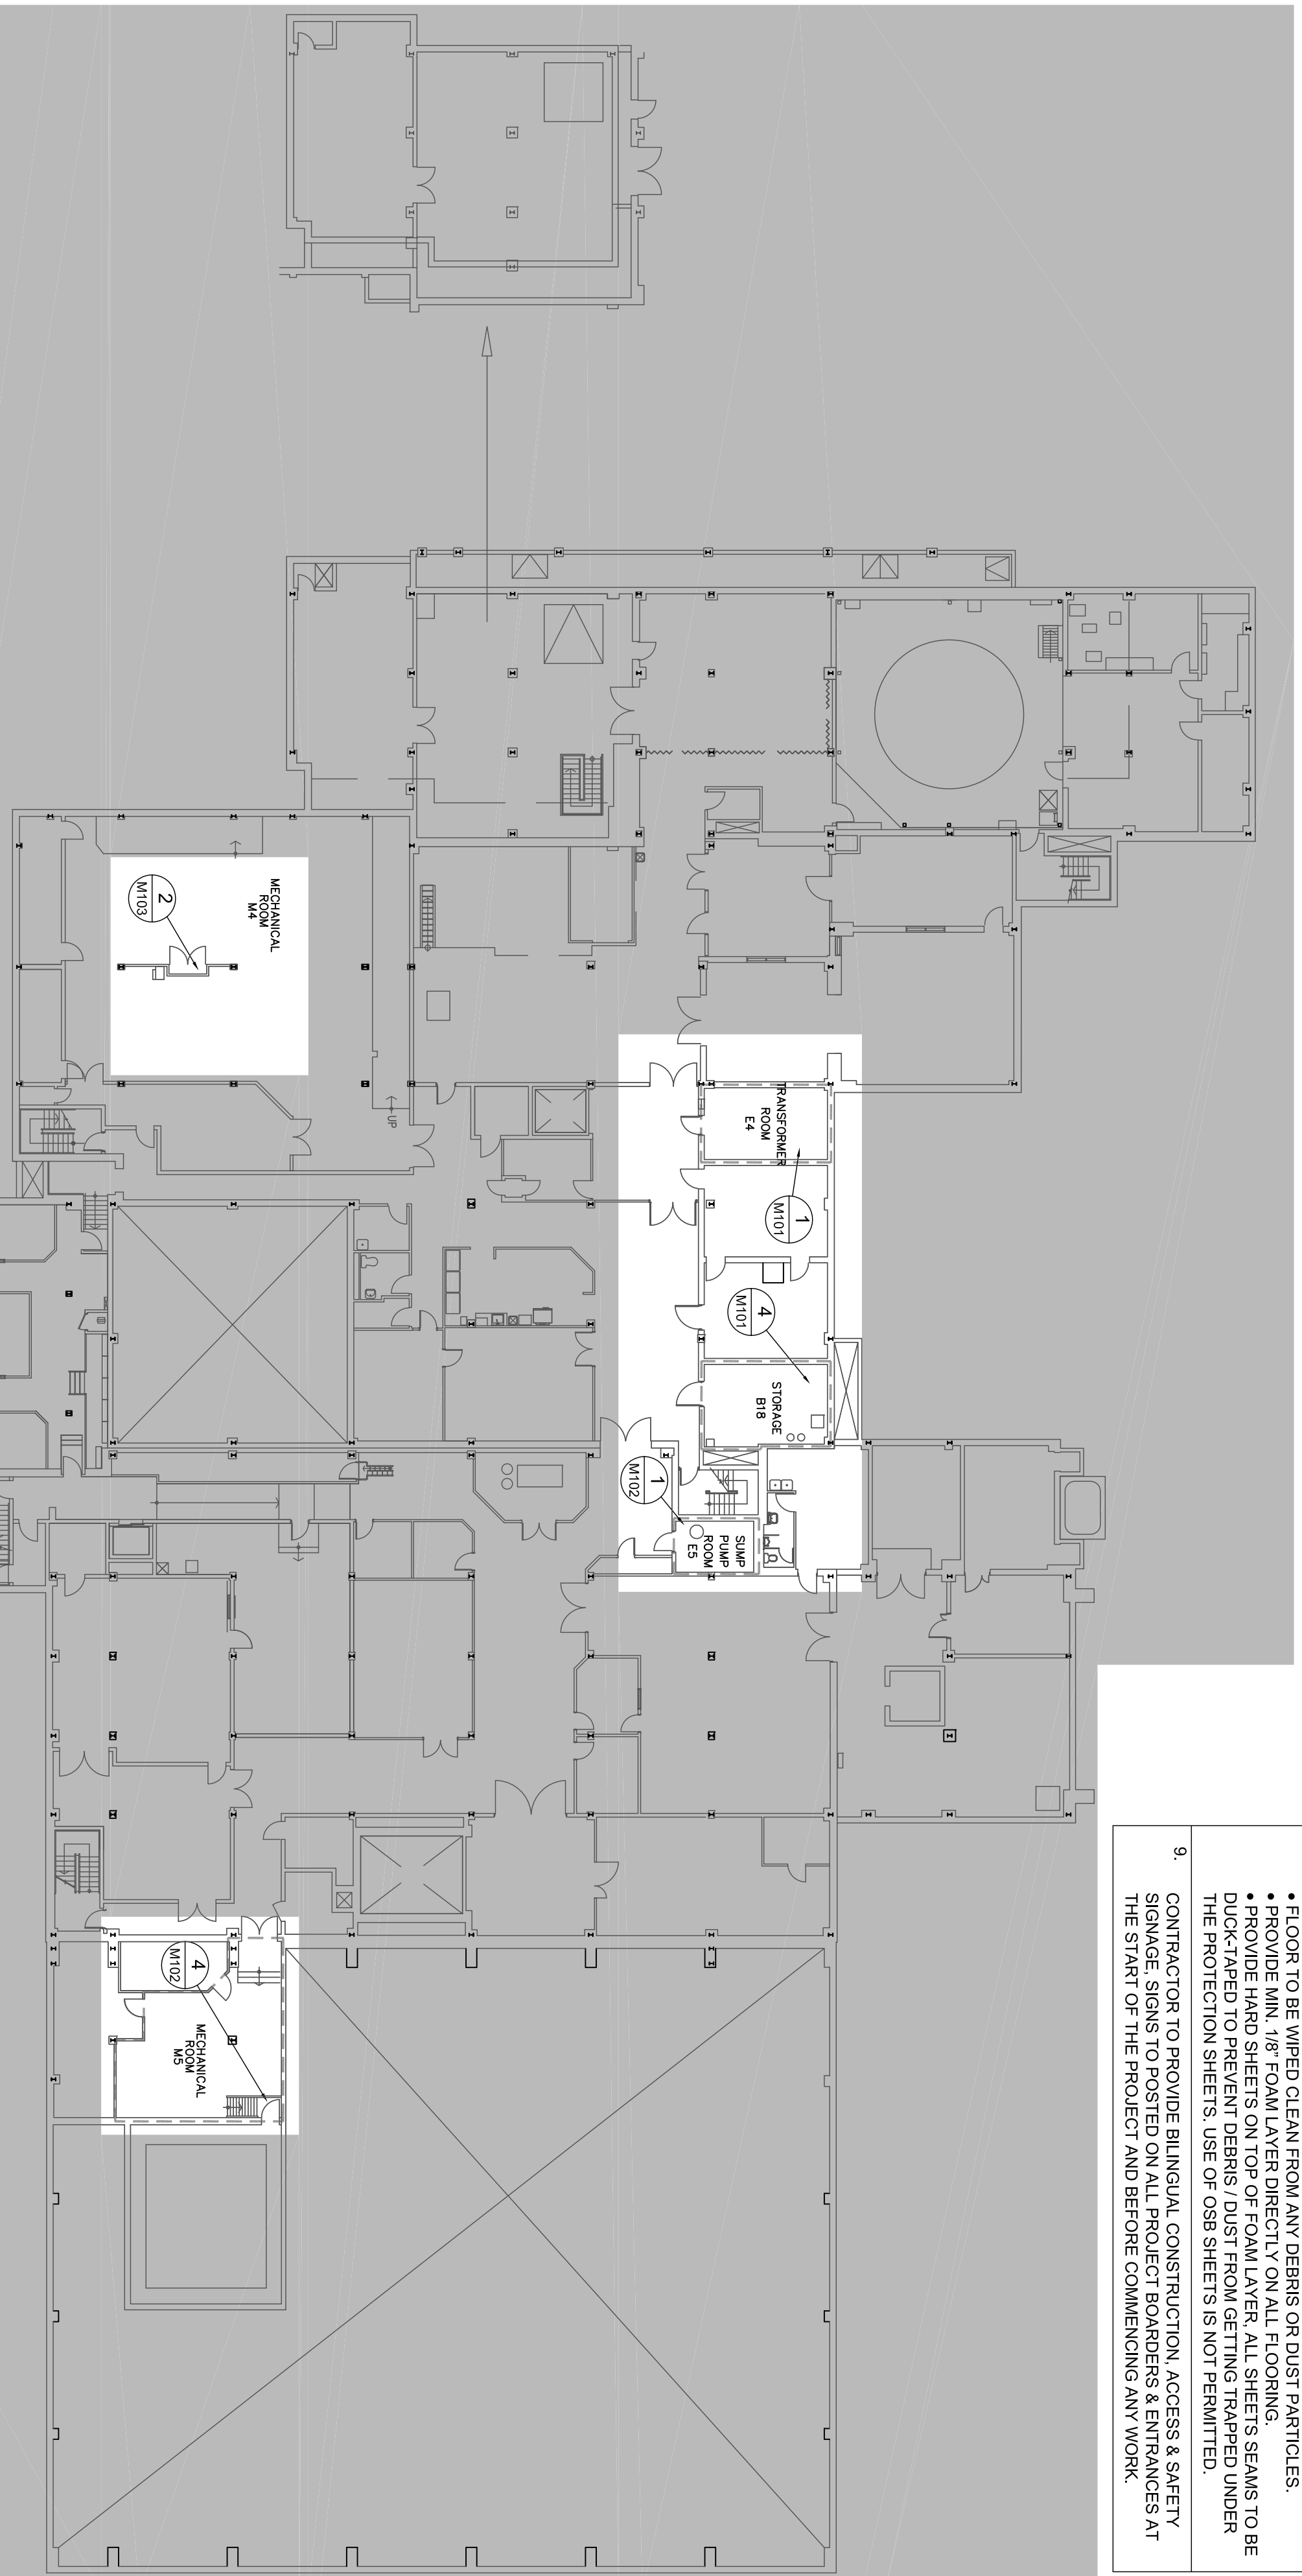 • FLOOR TO BE WIPED CLEAN FROM ANY DEBRIS OR DUST PARTICLES.
• PROVIDE MIN. 1/8" FOAM LAYER DIRECTLY ON ALL FLOORING.
• PROVIDE HARD SHEETS ON TOP OF FOAM LAYER, ALL SHEETS SEAMS TO BE
DUCK-TAPED TO PREVENT DEBRIS / DUST FROM GETTING TRAPPED UNDER
THE PROTECTION SHEETS. USE OF OSB SHEETS IS NOT PERMITTED.
9. CONTRACTOR TO PROVIDE BILINGUAL CONSTRUCTION, ACCESS & SAFETY
SIGNAGE, SIGNS TO POSTED ON ALL PROJECT BOARDERS & ENTRANCES AT
THE START OF THE PROJECT AND BEFORE COMMENCING ANY WORK.
TRANSFORMER
ROOM
E4
1
M101
4
M101
STORAGE
B18
1
M102
SUMP
PUMP
ROOM
E5
MECHANICAL
ROOM
M4
2
M103
UP
4
M102
MECHANICAL
ROOM
M5